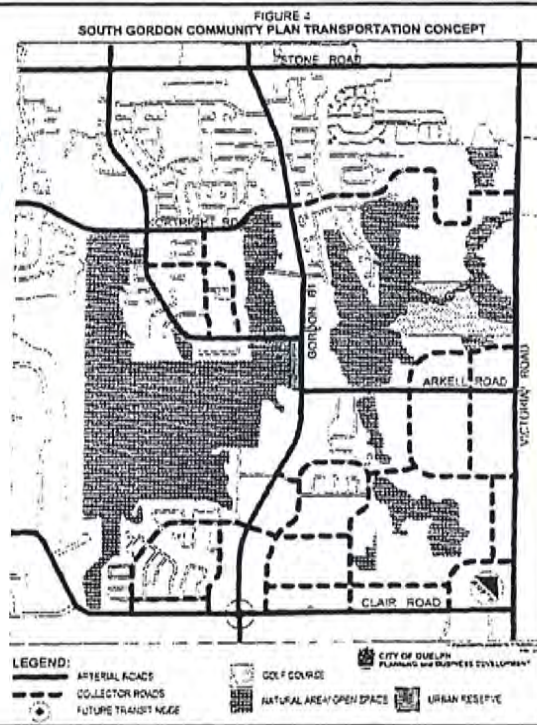 FIGURE 4
SOUTH GORDON COMMUNITY PLAN TRANSPORTATION CONCEPT
STONE ROAD
KORTRIGHT RD
GORDON ST
ARKELL ROAD
VICTORIA ROAD
CLAIR ROAD
LEGEND:
ARTERIAL ROADS
COLLECTOR ROADS
FUTURE TRANSIT NODE
GOLF COURSE
NATURAL AREA/OPEN SPACE
URBAN RESERVE
CITY OF GUELPH
PLANNING and BUSINESS DEVELOPMENT